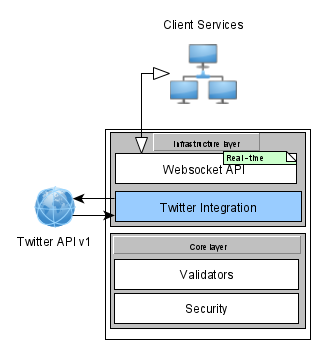 Client Services
Infrastructure layer
Real-time
Websocket API
Twitter Integration
Twitter API v1
Core layer
Validators
Security